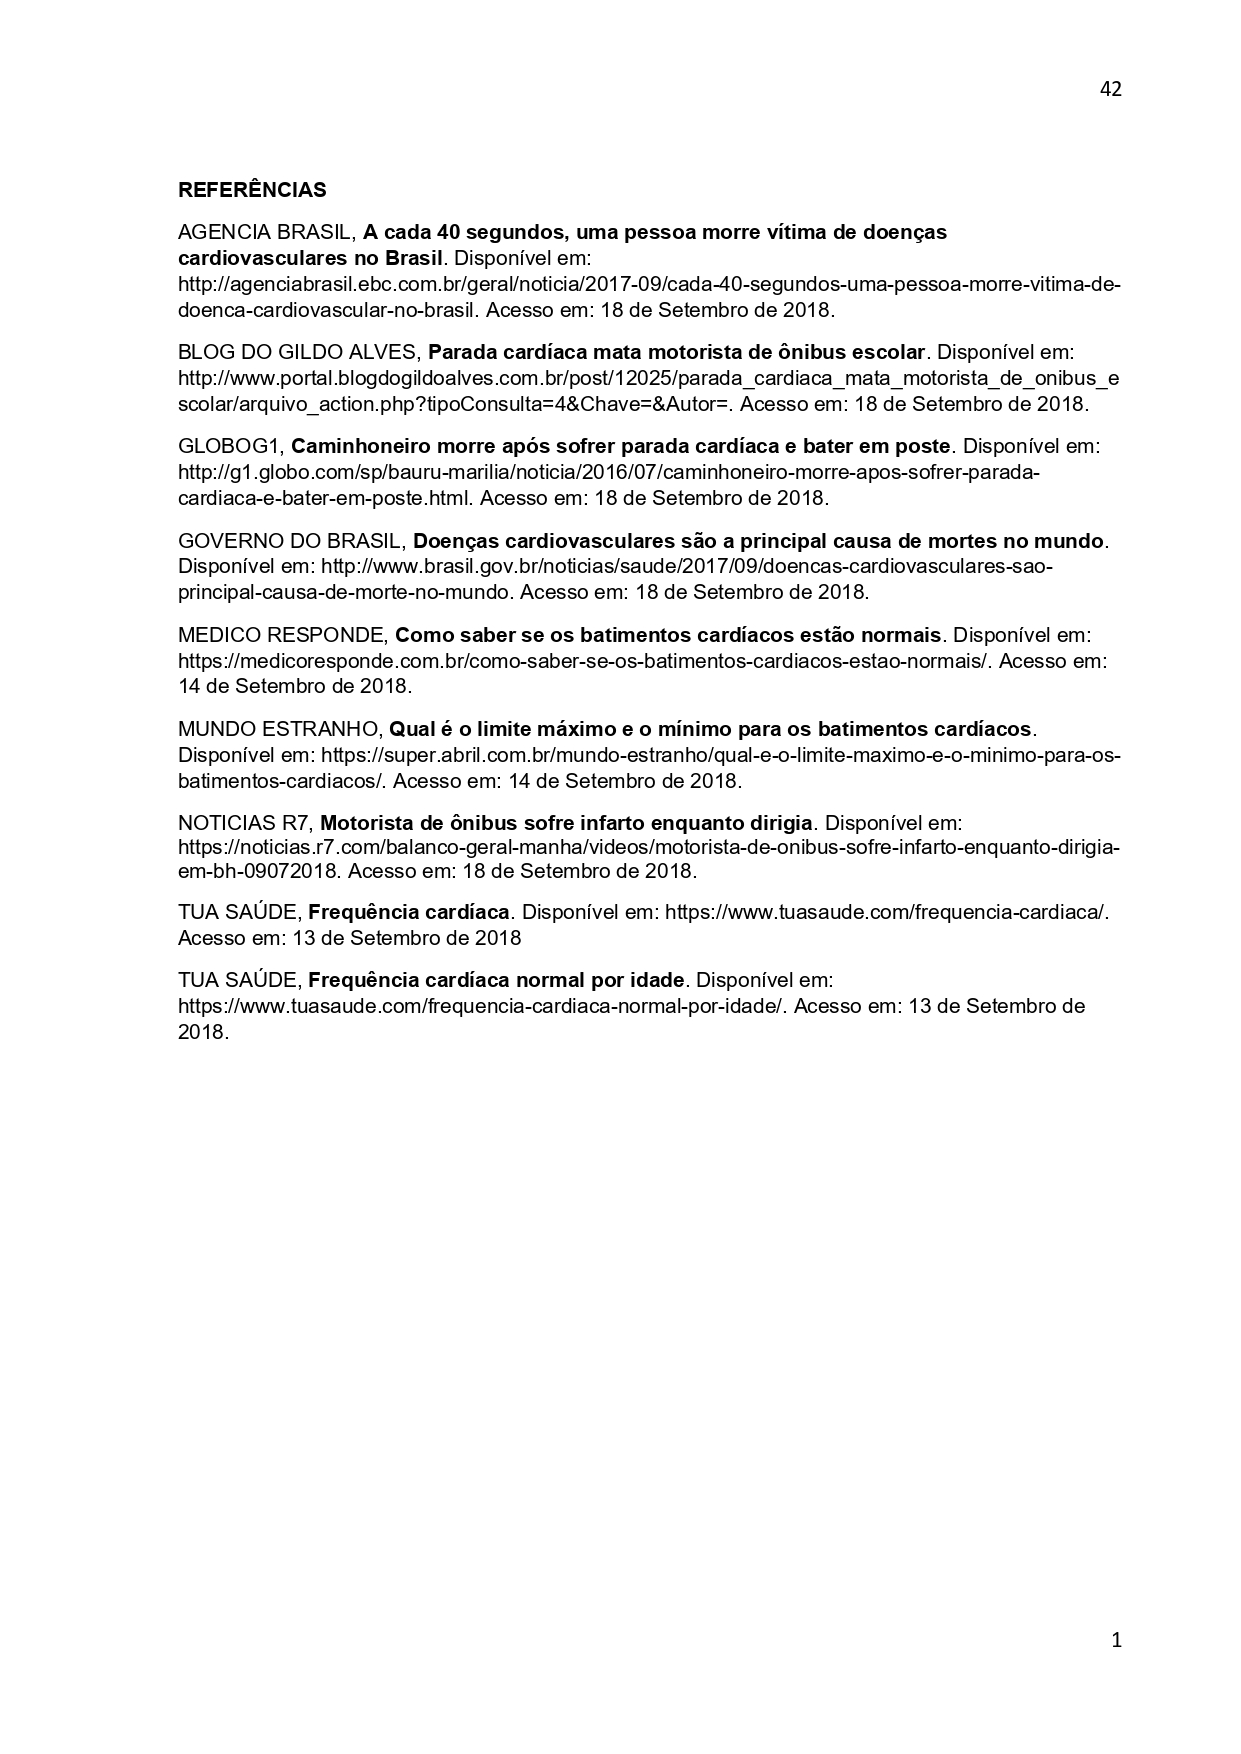 42
REFERÊNCIAS
AGENCIA BRASIL, A cada 40 segundos, uma pessoa morre vítima de doenças
cardiovasculares no Brasil. Disponível em:
http://agenciabrasil.ebc.com.br/geral/noticia/2017-09/cada-40-segundos-uma-pessoa-morre-vitima-de-
doenca-cardiovascular-no-brasil. Acesso em: 18 de Setembro de 2018.
BLOG DO GILDO ALVES, Parada cardíaca mata motorista de ônibus escolar. Disponível em:
http://www.portal.blogdogildoalves.com.br/post/12025/parada_cardiaca_mata_motorista_de_onibus_e
scolar/arquivo_action.php?tipoConsulta=4&Chave=&Autor=. Acesso em: 18 de Setembro de 2018.
GLOBOG1, Caminhoneiro morre após sofrer parada cardíaca e bater em poste. Disponível em:
http://g1.globo.com/sp/bauru-marilia/noticia/2016/07/caminhoneiro-morre-apos-sofrer-parada-
cardiaca-e-bater-em-poste.html. Acesso em: 18 de Setembro de 2018.
GOVERNO DO BRASIL, Doenças cardiovasculares são a principal causa de mortes no mundo.
Disponível em: http://www.brasil.gov.br/noticias/saude/2017/09/doencas-cardiovasculares-sao-
principal-causa-de-morte-no-mundo. Acesso em: 18 de Setembro de 2018.
MEDICO RESPONDE, Como saber se os batimentos cardíacos estão normais. Disponível em:
https://medicoresponde.com.br/como-saber-se-os-batimentos-cardiacos-estao-normais/. Acesso em:
14 de Setembro de 2018.
MUNDO ESTRANHO, Qual é o limite máximo e o mínimo para os batimentos cardíacos.
Disponível em: https://super.abril.com.br/mundo-estranho/qual-e-o-limite-maximo-e-o-minimo-para-os-
batimentos-cardiacos/. Acesso em: 14 de Setembro de 2018.
NOTICIAS R7, Motorista de ônibus sofre infarto enquanto dirigia. Disponível em:
https://noticias.r7.com/balanco-geral-manha/videos/motorista-de-onibus-sofre-infarto-enquanto-dirigia-
em-bh-09072018. Acesso em: 18 de Setembro de 2018.
TUA SAÚDE, Frequência cardíaca. Disponível em: https://www.tuasaude.com/frequencia-cardiaca/.
Acesso em: 13 de Setembro de 2018
TUA SAÚDE, Frequência cardíaca normal por idade. Disponível em:
https://www.tuasaude.com/frequencia-cardiaca-normal-por-idade/. Acesso em: 13 de Setembro de
2018.
1